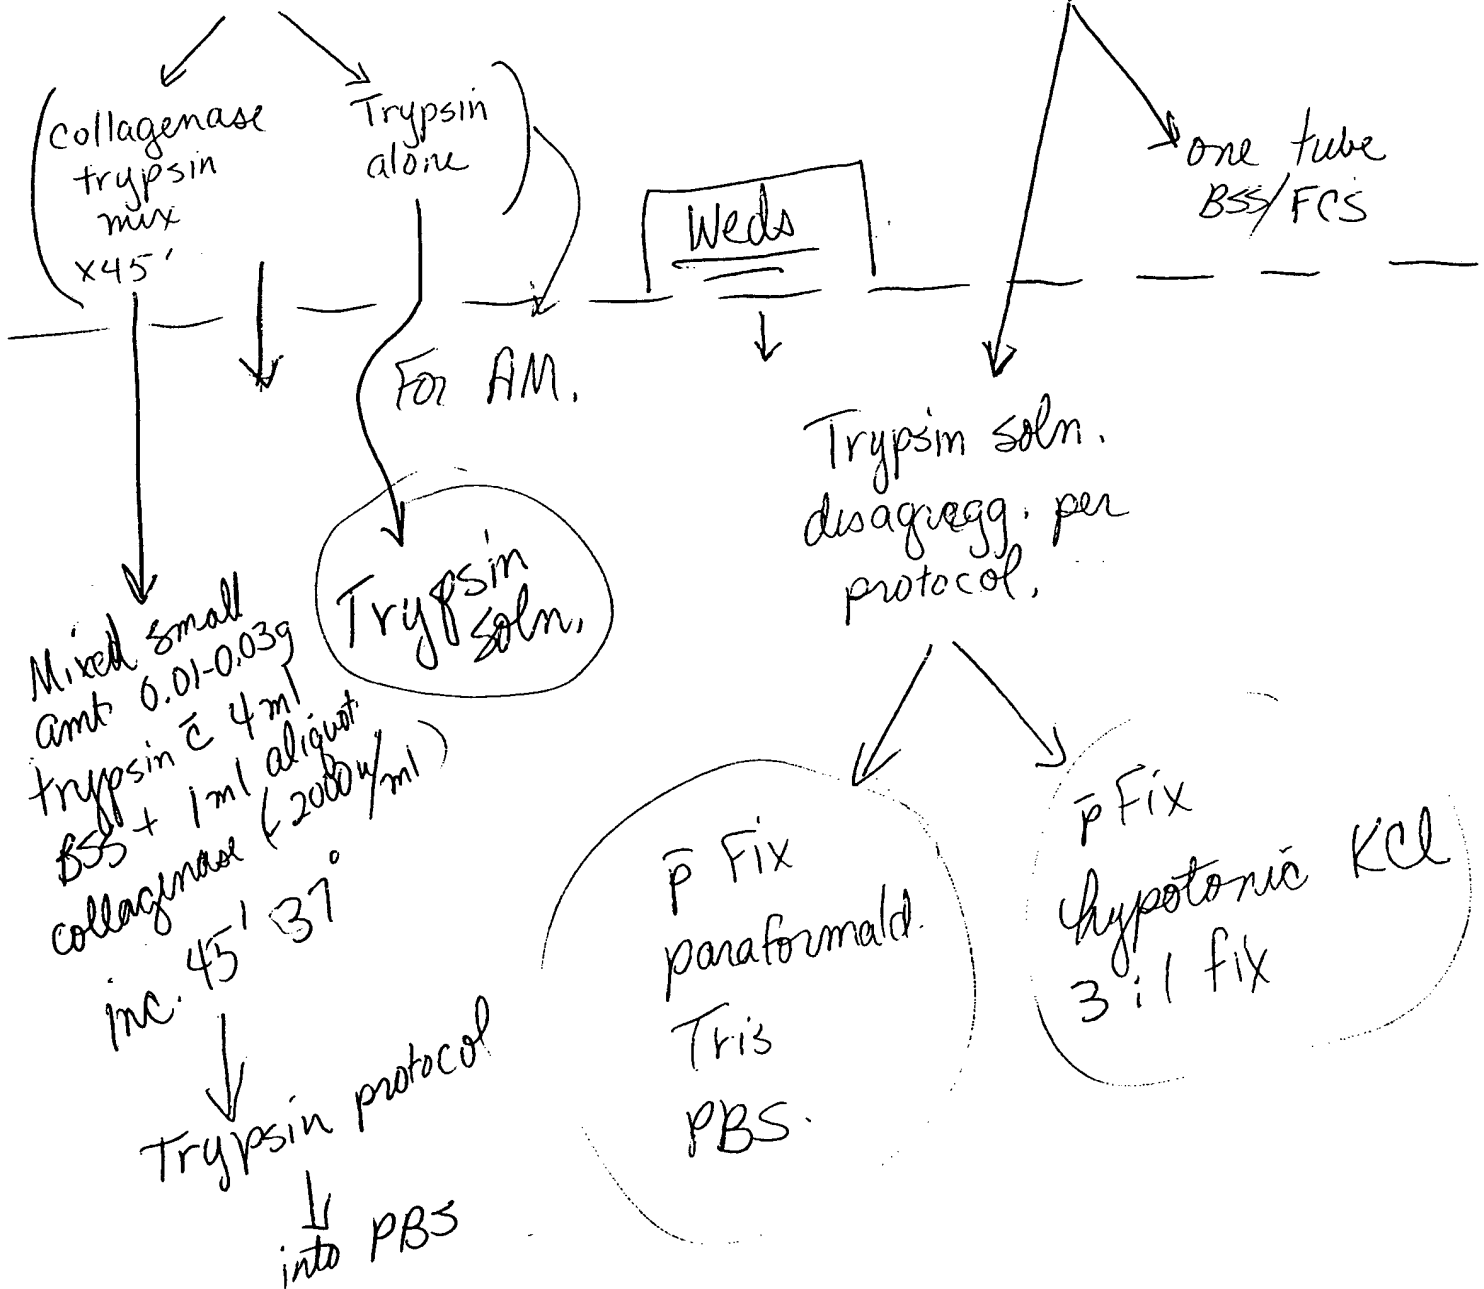 collagenase
trypsin
mix
x45'
Trypsin
alone
Weds
one tube
BSS/FCS
For AM.
Trypsin
soln.
Trypsin soln.
disagregg. per
protocol.
Mixed small
amt 0.01-0.03g
trypsin c̄ 4ml
BSS + 1ml aliquot
collagenase (~2000u/ml)
inc. 45' 37°
Trypsin protocol
into PBS
p̄ Fix
paraformald.
Tris
PBS.
p̄ Fix
hypotonic KCl
3:1 fix